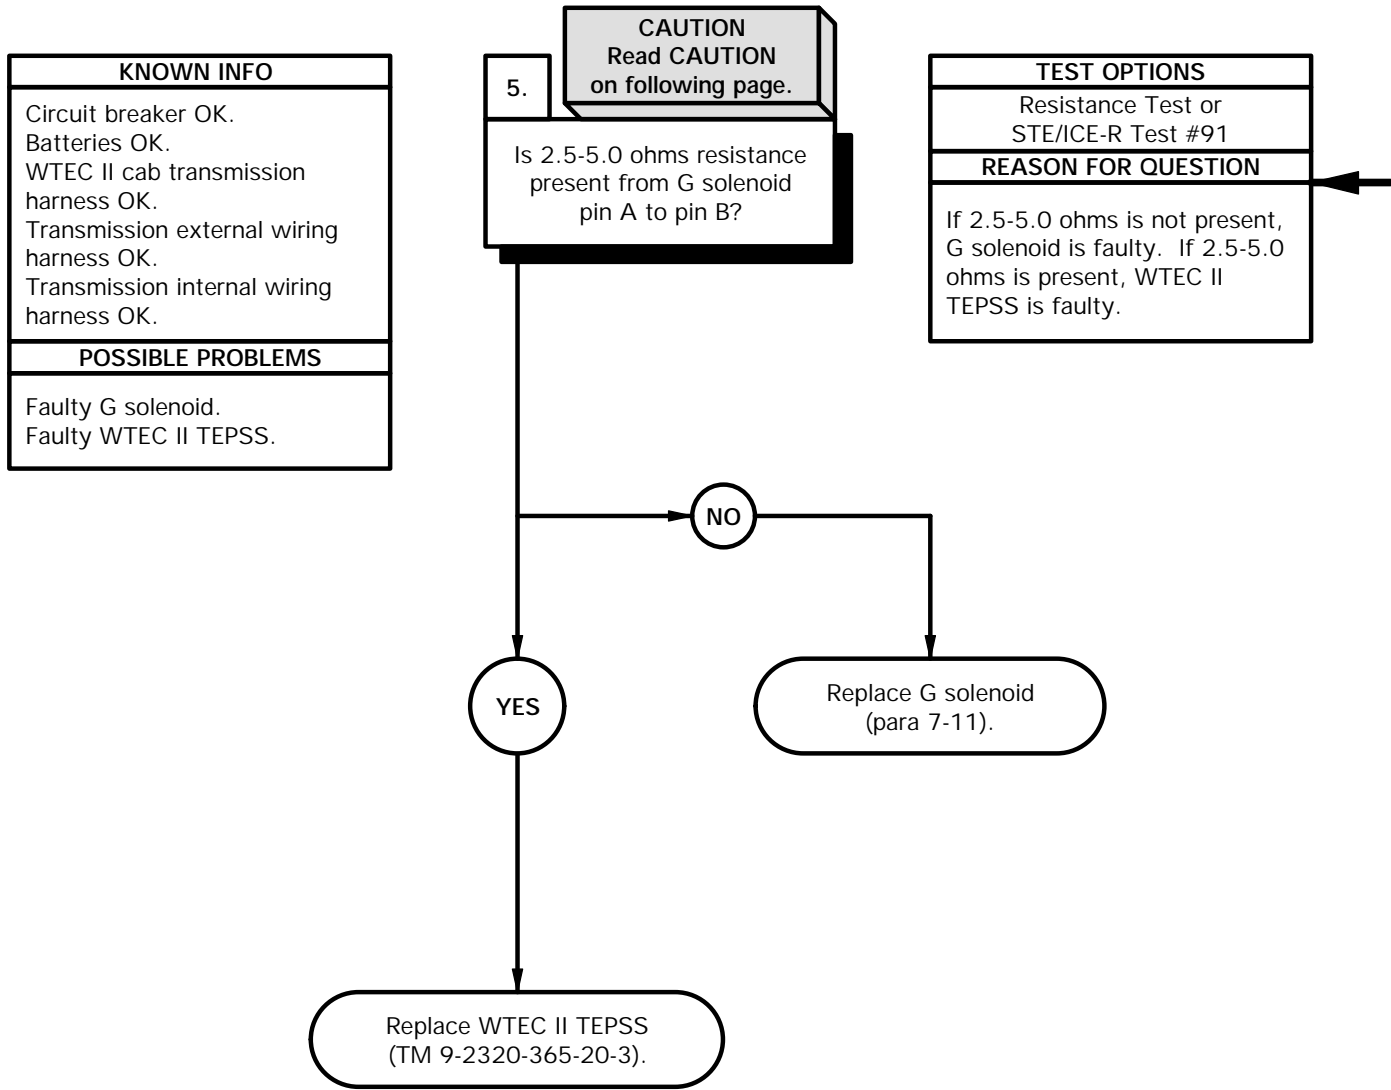 KNOWN INFO
Circuit breaker OK.
Batteries OK.
WTEC II cab transmission
harness OK.
Transmission external wiring
harness OK.
Transmission internal wiring
harness OK.
POSSIBLE PROBLEMS
Faulty G solenoid.
Faulty WTEC II TEPSS.
5.
CAUTION
Read CAUTION
on following page.
Is 2.5-5.0 ohms resistance
present from G solenoid
pin A to pin B?
TEST OPTIONS
Resistance Test or
STE/ICE-R Test #91
REASON FOR QUESTION
If 2.5-5.0 ohms is not present,
G solenoid is faulty.  If 2.5-5.0
ohms is present, WTEC II
TEPSS is faulty.
NO
YES
Replace G solenoid
(para 7-11).
Replace WTEC II TEPSS
(TM 9-2320-365-20-3).